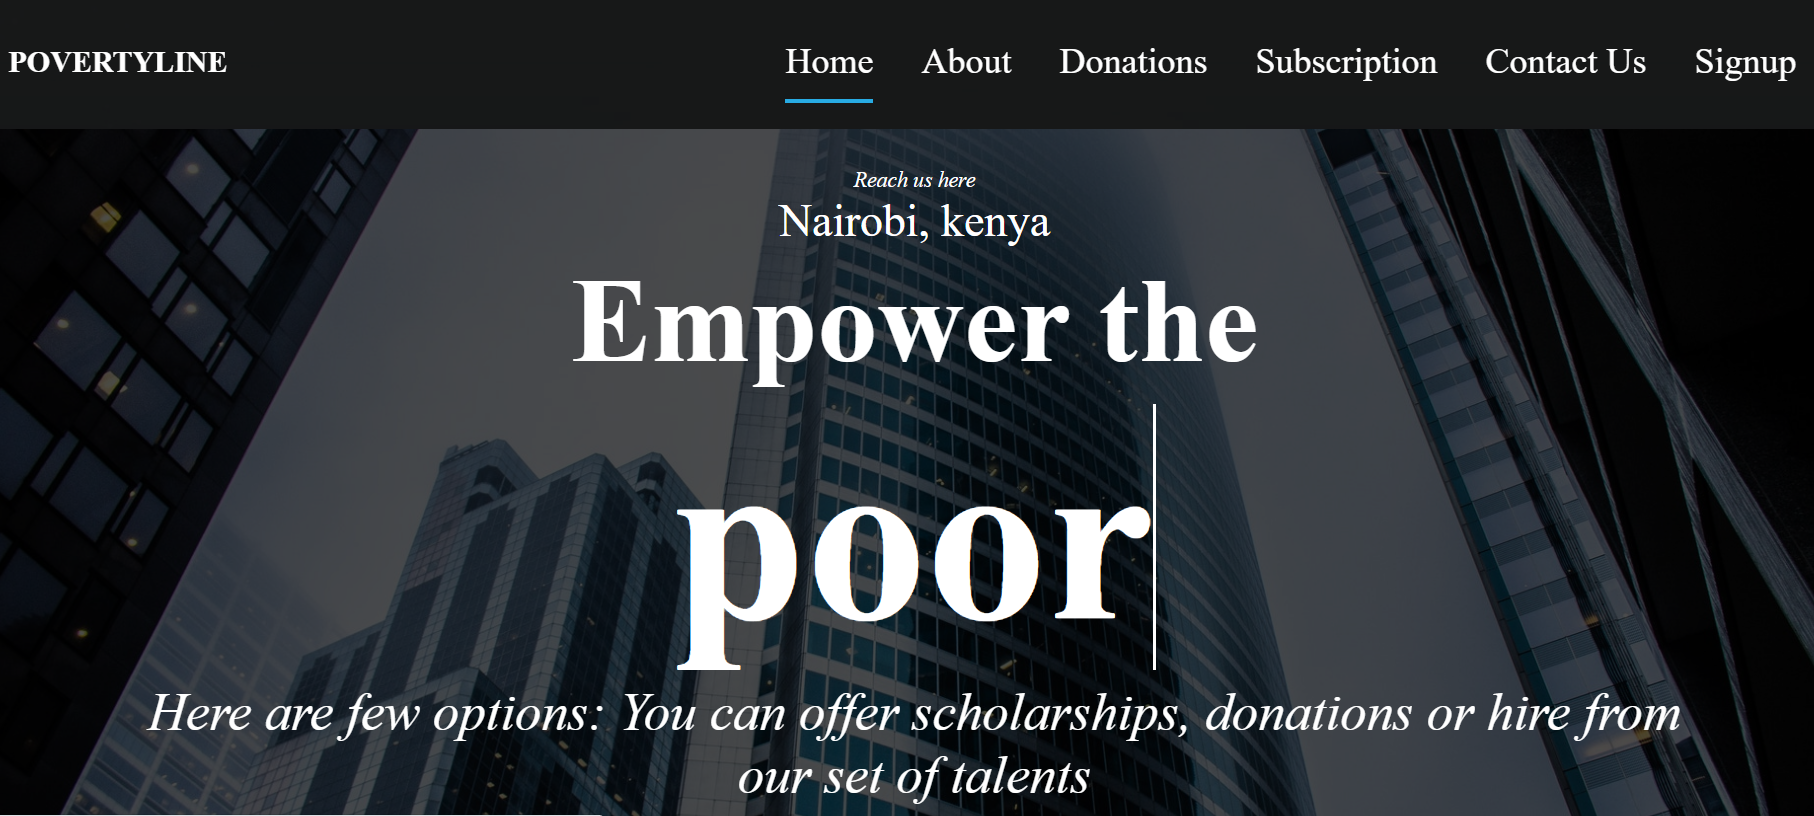 POVERTYLINE
Home About Donations Subscription Contact Us Signup
Reach us here
Nairobi, kenya
Empower the
poor
Here are few options: You can offer scholarships, donations or hire from
our set of talents